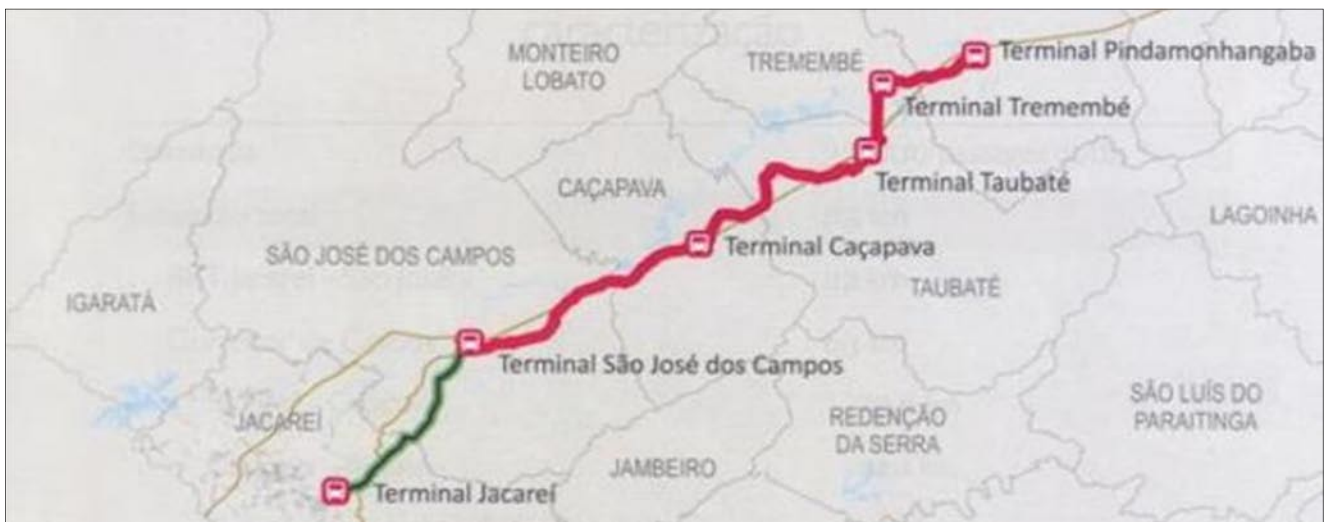 caracterização
MONTEIRO
LOBATO
TREMEMBÉ
Terminal Pindamonhangaba
Terminal Tremembé
Terminal Taubaté
CAÇAPAVA
LAGOINHA
Terminal Caçapava
SÃO JOSÉ DOS CAMPOS
TAUBATÉ
IGARATÁ
Terminal São José dos Campos
SÃO LUÍS DO
PARAITINGA
REDENÇÃO
DA SERRA
JACAREÍ
JAMBEIRO
Terminal Jacareí